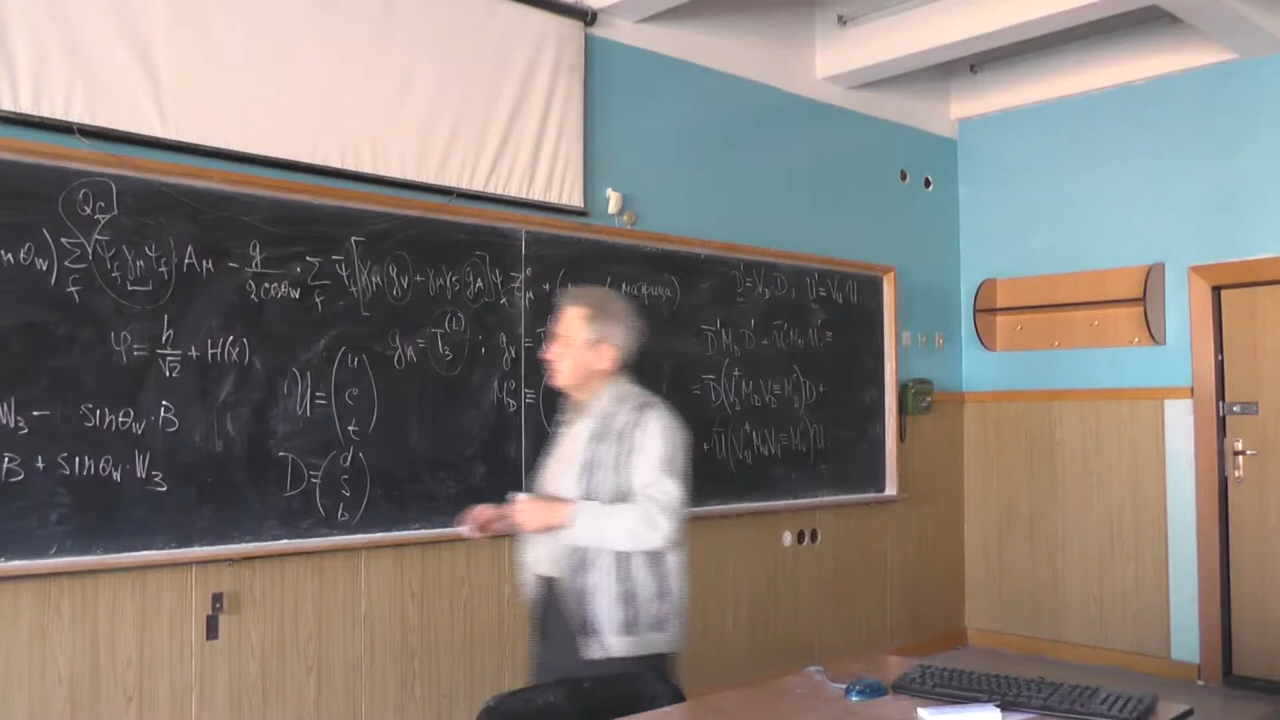 Q_f
sin θ_W) Σ_f (Ψ̄_f γ_μ Ψ_f) A_μ − g/(2cosθ_W) · Σ_f Ψ̄_f [γ_μ g_V + γ_μ γ_5 g_A] Ψ_f Z_μ° + ( матрица)
φ = h/√2 + H(x)
g_A = T_3^(L) ; g_V =
W_3 − sinθ_W · B
B + sinθ_W · W_3
U = (u c t)
D = (d s b)
M_D° ≡ (
D' = V_D · D, U' = V_U · U
D̄' M_D D' + Ū' M_U U' =
= D̄ (V_D⁺ M_D V_D ≡ M_D°) D +
+ Ū (V_U⁺ M_U V_U ≡ M_U°) U